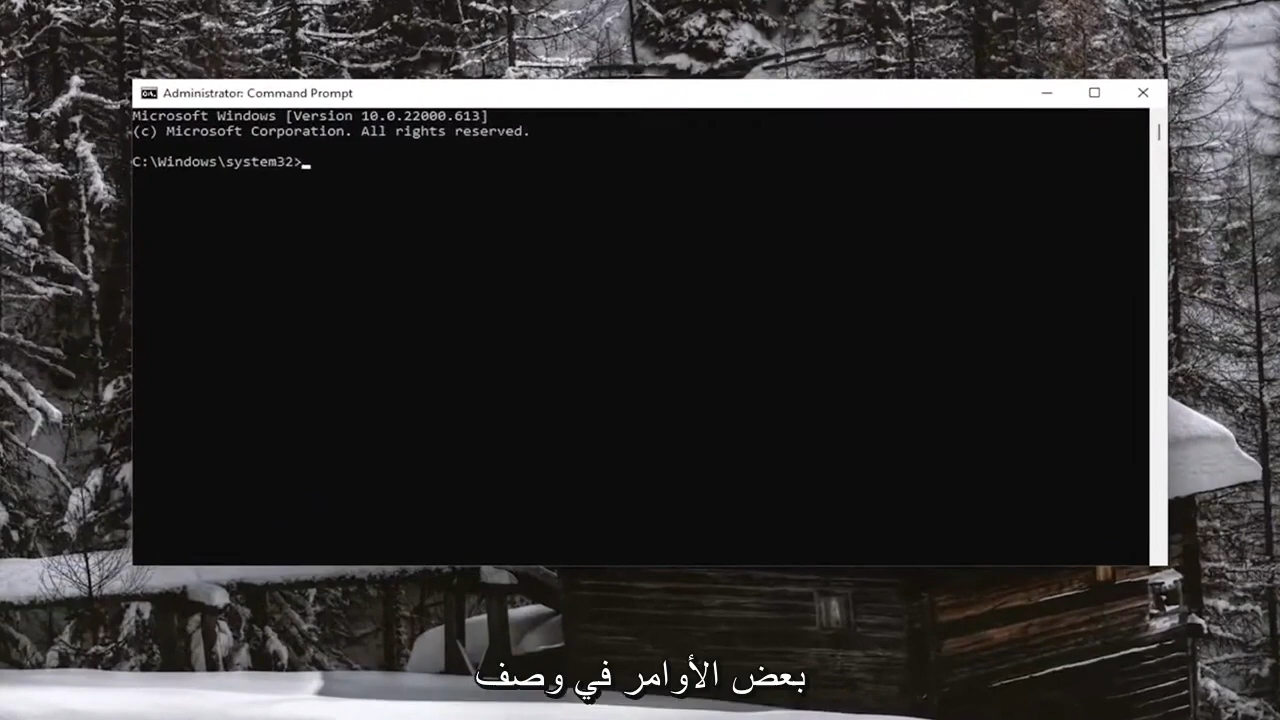 Administrator: Command Prompt
Microsoft Windows [Version 10.0.22000.613]
(c) Microsoft Corporation. All rights reserved.
C:\Windows\system32>
بعض الأوامر في وصف